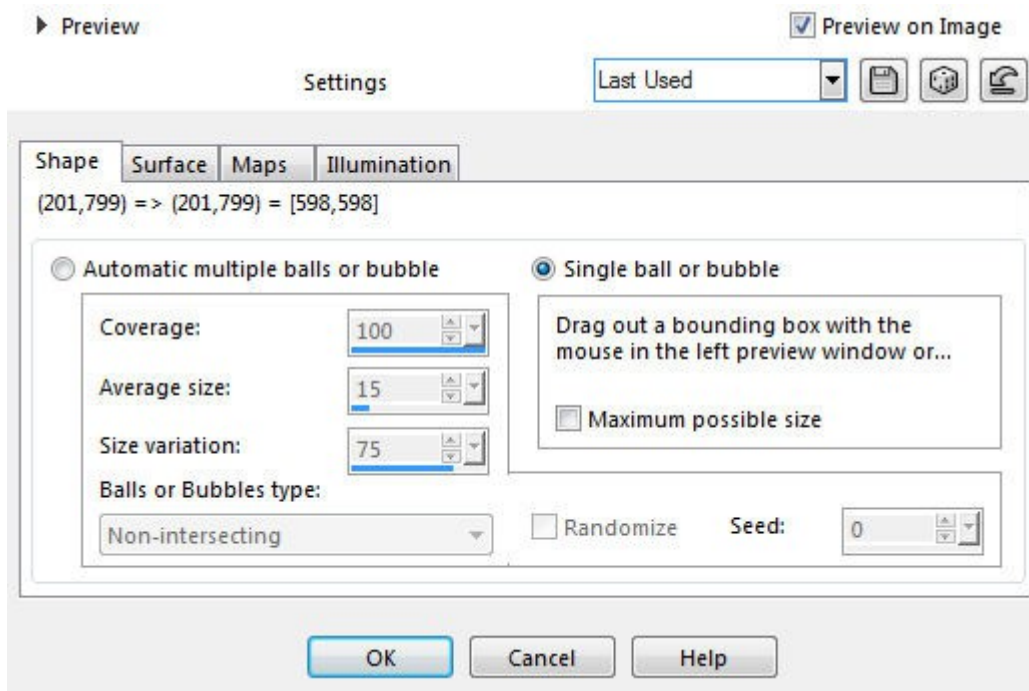 Preview
Preview on Image
Settings
Last Used
Shape
Surface
Maps
Illumination
(201,799) => (201,799) = [598,598]
Automatic multiple balls or bubble
Single ball or bubble
Coverage:
100
Drag out a bounding box with the
mouse in the left preview window or...
Average size:
15
Maximum possible size
Size variation:
75
Balls or Bubbles type:
Non-intersecting
Randomize
Seed:
0
OK
Cancel
Help